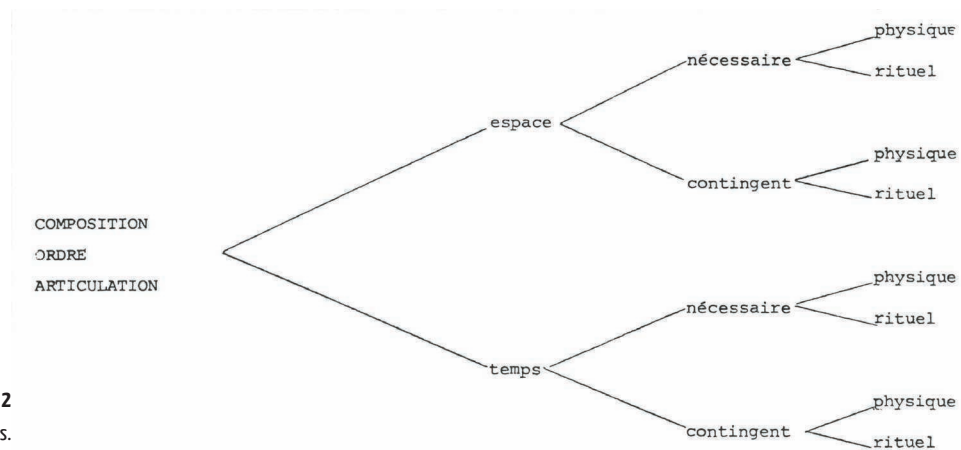 physique
nécessaire
rituel
espace
physique
contingent
rituel
COMPOSITION
ORDRE
ARTICULATION
physique
nécessaire
rituel
temps
2
physique
s.
contingent
rituel